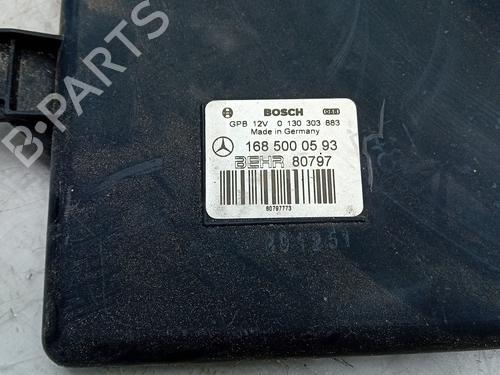 BOSCH
GPB 12V 0 130 303 883
Made in Germany
168 500 05 93
BEHR 80797
80797773
B-PARTS